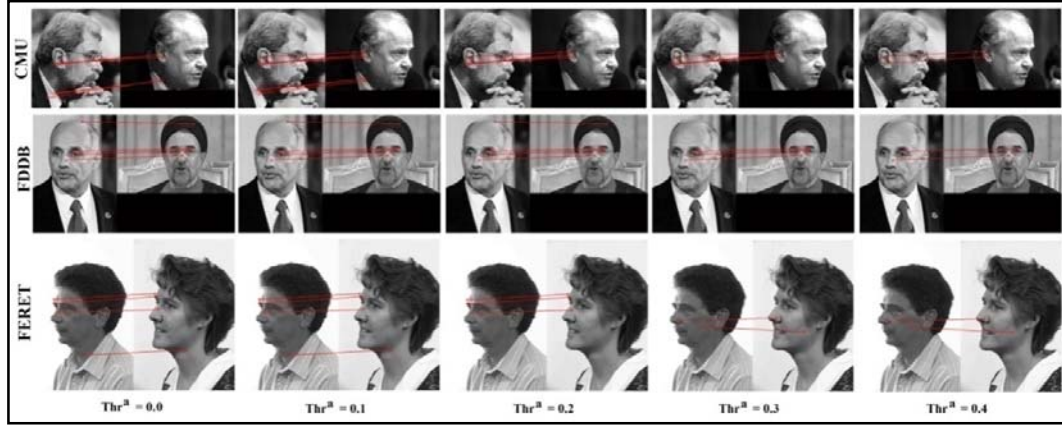 CMU
FDDB
FERET
Thr^a = 0.0
Thr^a = 0.1
Thr^a = 0.2
Thr^a = 0.3
Thr^a = 0.4